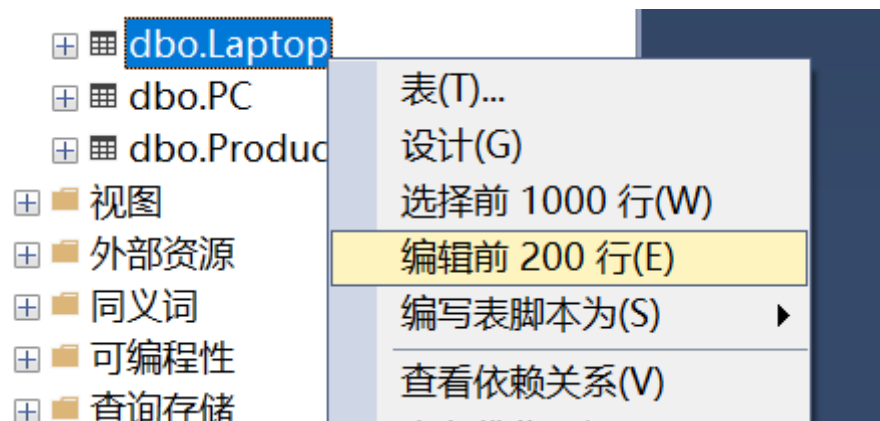 dbo.Laptop
dbo.PC
dbo.Produc
视图
外部资源
同义词
可编程性
查询存储
表(T)...
设计(G)
选择前 1000 行(W)
编辑前 200 行(E)
编写表脚本为(S)
查看依赖关系(V)